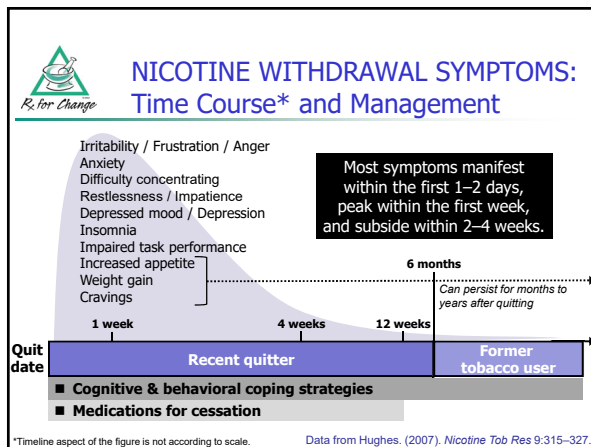 Rx for Change
NICOTINE WITHDRAWAL SYMPTOMS:
Time Course* and Management
Irritability / Frustration / Anger
Anxiety
Difficulty concentrating
Restlessness / Impatience
Depressed mood / Depression
Insomnia
Impaired task performance
Increased appetite
Weight gain
Cravings
Most symptoms manifest
within the first 1–2 days,
peak within the first week,
and subside within 2–4 weeks.
6 months
Can persist for months to
years after quitting
1 week
4 weeks
12 weeks
Quit
date
Recent quitter
Former
tobacco user
■ Cognitive & behavioral coping strategies
■ Medications for cessation
*Timeline aspect of the figure is not according to scale.
Data from Hughes. (2007). Nicotine Tob Res 9:315–327.